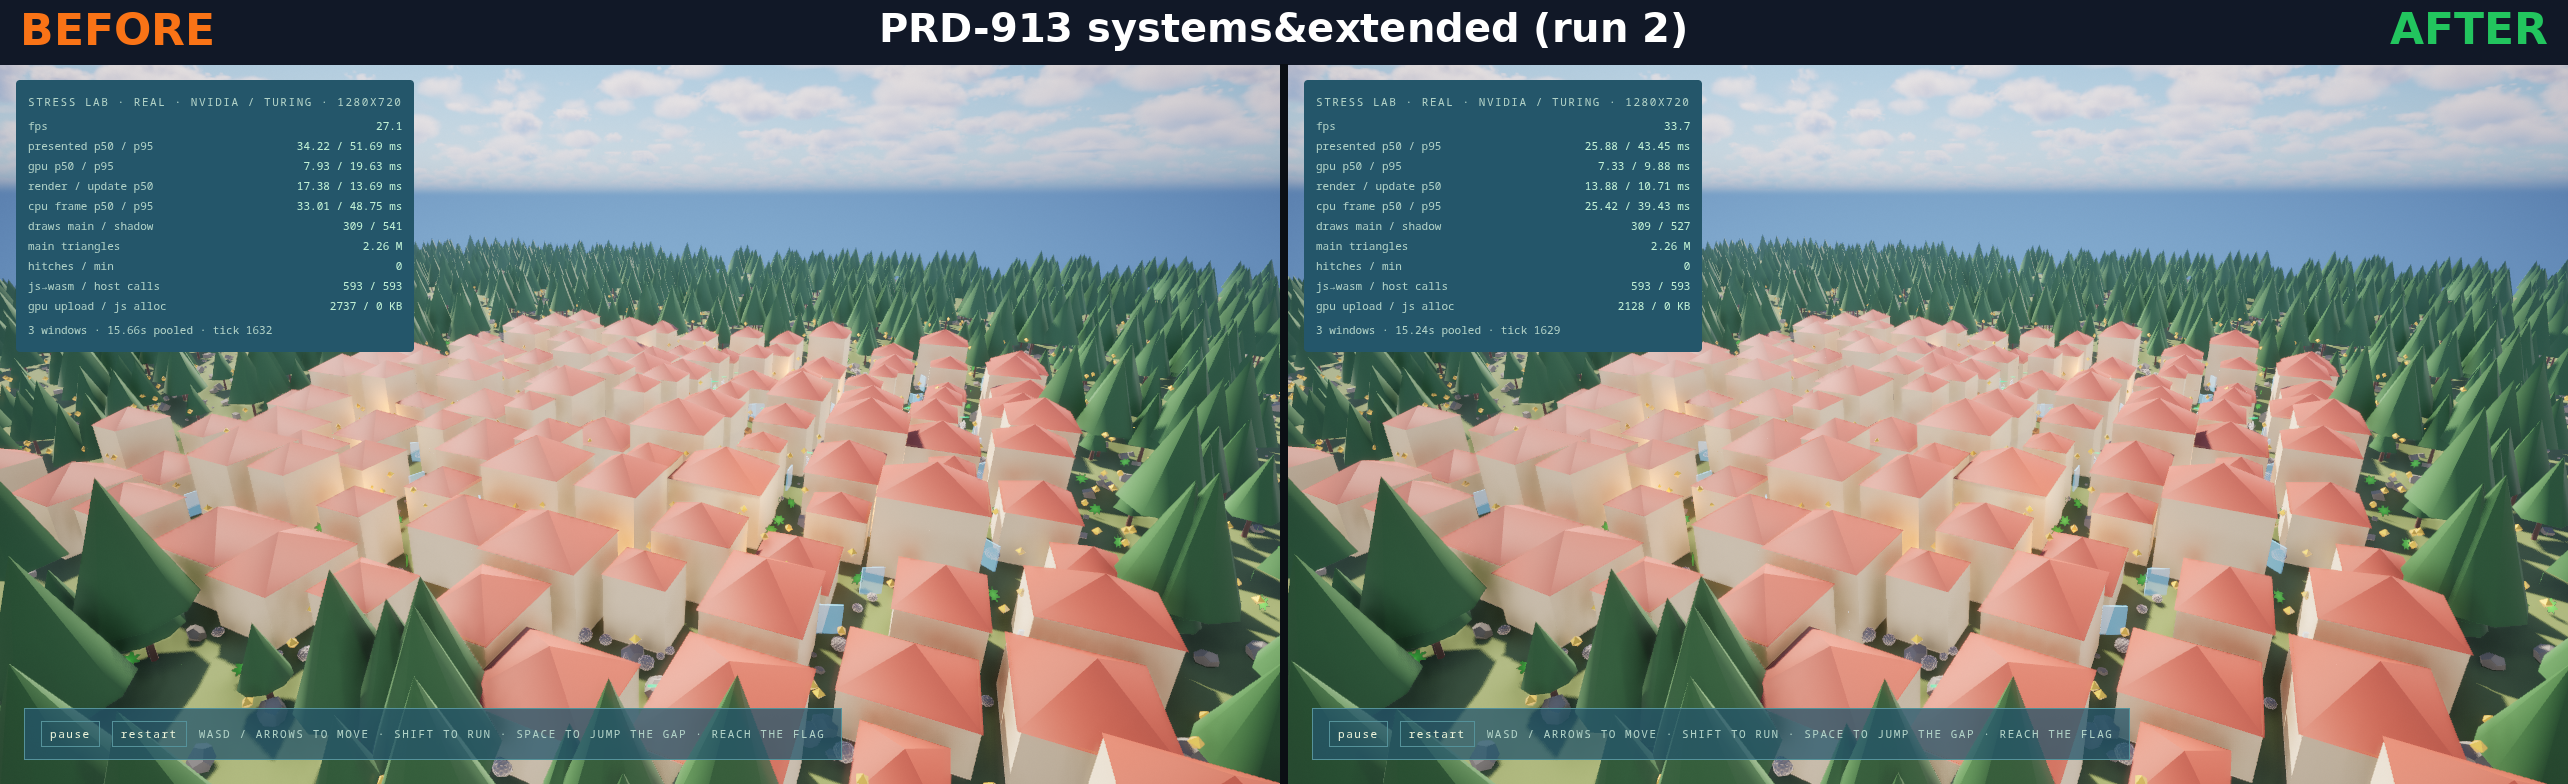 BEFORE
PRD-913 systems&extended (run 2)
AFTER
STRESS LAB · REAL · NVIDIA / TURING · 1280X720
fps 27.1
presented p50 / p95 34.22 / 51.69 ms
gpu p50 / p95 7.93 / 19.63 ms
render / update p50 17.38 / 13.69 ms
cpu frame p50 / p95 33.01 / 48.75 ms
draws main / shadow 309 / 541
main triangles 2.26 M
hitches / min 0
js→wasm / host calls 593 / 593
gpu upload / js alloc 2737 / 0 KB
3 windows · 15.66s pooled · tick 1632
pause restart WASD / ARROWS TO MOVE · SHIFT TO RUN · SPACE TO JUMP THE GAP · REACH THE FLAG
STRESS LAB · REAL · NVIDIA / TURING · 1280X720
fps 33.7
presented p50 / p95 25.88 / 43.45 ms
gpu p50 / p95 7.33 / 9.88 ms
render / update p50 13.88 / 10.71 ms
cpu frame p50 / p95 25.42 / 39.43 ms
draws main / shadow 309 / 527
main triangles 2.26 M
hitches / min 0
js→wasm / host calls 593 / 593
gpu upload / js alloc 2128 / 0 KB
3 windows · 15.24s pooled · tick 1629
pause restart WASD / ARROWS TO MOVE · SHIFT TO RUN · SPACE TO JUMP THE GAP · REACH THE FLAG